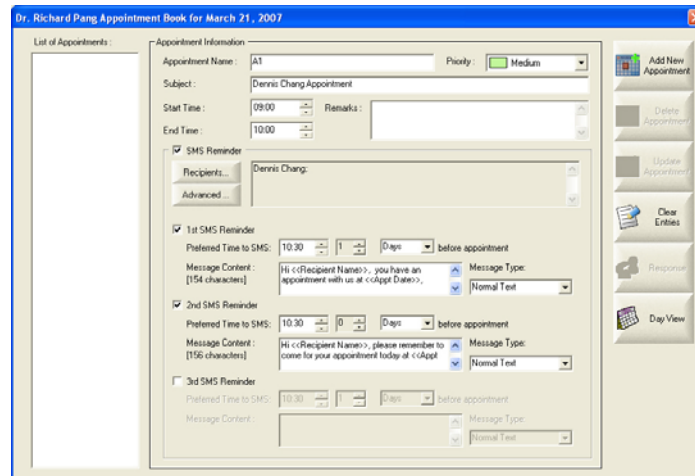 Dr. Richard Pang Appointment Book for March 21, 2007
List of Appointments :
Appointment Information
Appointment Name : A1 Priority : Medium
Subject : Dennis Chang Appointment
Start Time : 09:00 Remarks :
End Time : 10:00
SMS Reminder
Recipients... Dennis Chang;
Advanced ...
1st SMS Reminder
Preferred Time to SMS: 10:30 1 Days before appointment
Message Content : Hi <<Recipient Name>>, you have an Message Type:
[154 characters] appointment with us at <<Appt Date>>, Normal Text
2nd SMS Reminder
Preferred Time to SMS: 10:30 0 Days before appointment
Message Content : Hi <<Recipient Name>>, please remember to Message Type:
[156 characters] come for your appointment today at <<Appt Normal Text
3rd SMS Reminder
Preferred Time to SMS: 10:30 1 Days before appointment
Message Content : Message Type:
Normal Text
Add New
Appointment
Delete
Appointment
Update
Appointment
Clear
Entries
Response
Day View